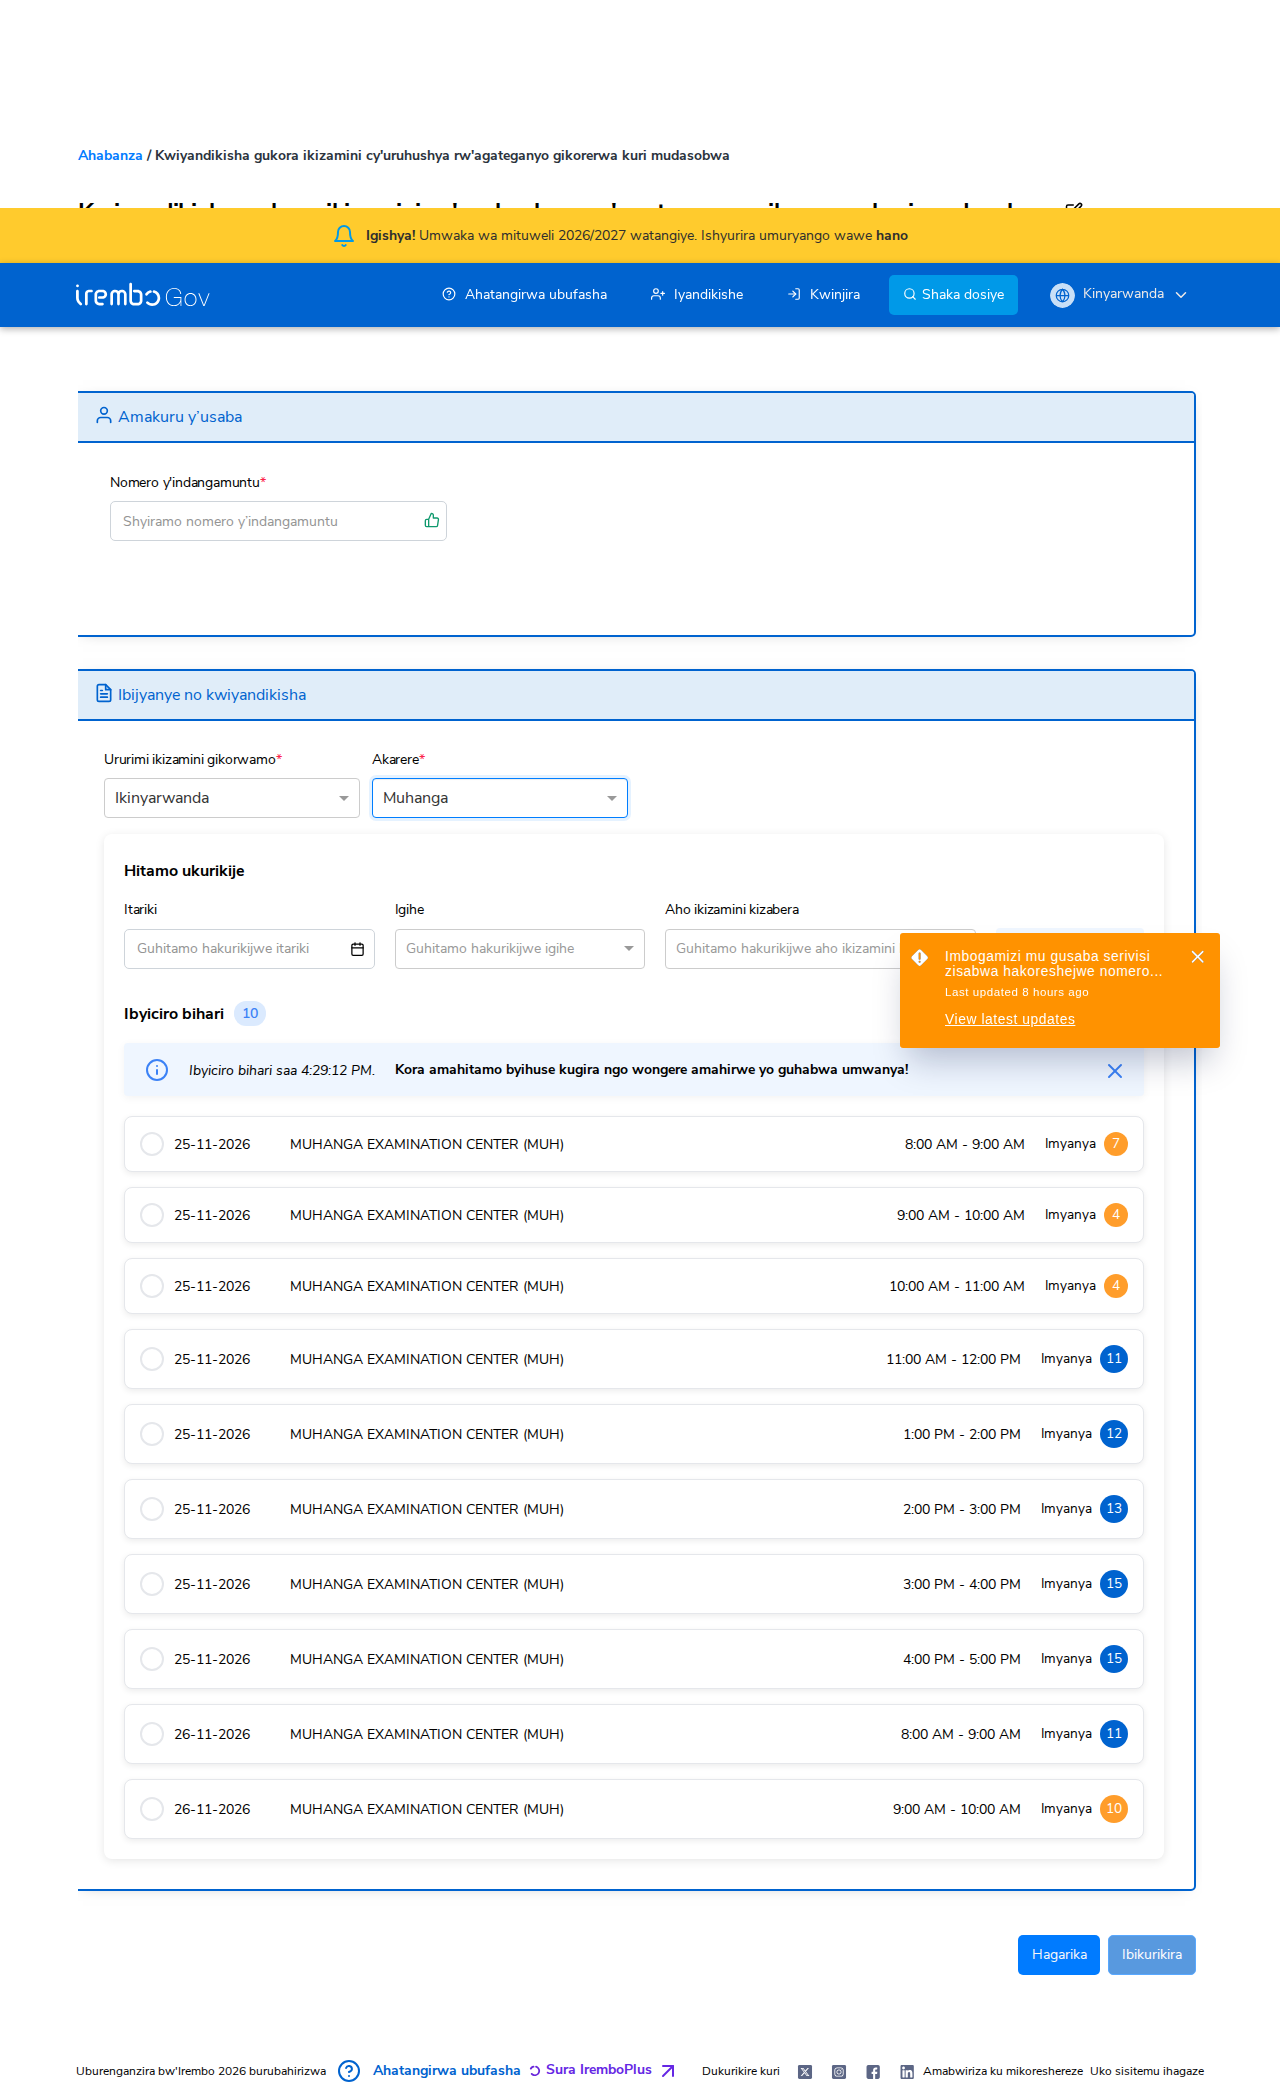 Ahabanza / Kwiyandikisha gukora ikizamini cy'uruhushya rw'agateganyo gikorerwa kuri mudasobwa
Igishya! Umwaka wa mituweli 2026/2027 watangiye. Ishyurira umuryango wawe hano
irembo Gov
Ahatangirwa ubufasha
Iyandikishe
Kwinjira
Shaka dosiye
Kinyarwanda
Amakuru y’usaba
Nomero y'indangamuntu*
Shyiramo nomero y’indangamuntu
Ibijyanye no kwiyandikisha
Ururimi ikizamini gikorwamo* Akarere*
Ikinyarwanda Muhanga
Hitamo ukurikije
Itariki Igihe Aho ikizamini kizabera
Guhitamo hakurikijwe itariki Guhitamo hakurikijwe igihe Guhitamo hakurikijwe aho ikizamini
Imbogamizi mu gusaba serivisi
zisabwa hakoreshejwe nomero...
Last updated 8 hours ago
View latest updates
Ibyiciro bihari 10
Ibyiciro bihari saa 4:29:12 PM. Kora amahitamo byihuse kugira ngo wongere amahirwe yo guhabwa umwanya!
25-11-2026 MUHANGA EXAMINATION CENTER (MUH) 8:00 AM - 9:00 AM Imyanya 7
25-11-2026 MUHANGA EXAMINATION CENTER (MUH) 9:00 AM - 10:00 AM Imyanya 4
25-11-2026 MUHANGA EXAMINATION CENTER (MUH) 10:00 AM - 11:00 AM Imyanya 4
25-11-2026 MUHANGA EXAMINATION CENTER (MUH) 11:00 AM - 12:00 PM Imyanya 11
25-11-2026 MUHANGA EXAMINATION CENTER (MUH) 1:00 PM - 2:00 PM Imyanya 12
25-11-2026 MUHANGA EXAMINATION CENTER (MUH) 2:00 PM - 3:00 PM Imyanya 13
25-11-2026 MUHANGA EXAMINATION CENTER (MUH) 3:00 PM - 4:00 PM Imyanya 15
25-11-2026 MUHANGA EXAMINATION CENTER (MUH) 4:00 PM - 5:00 PM Imyanya 15
26-11-2026 MUHANGA EXAMINATION CENTER (MUH) 8:00 AM - 9:00 AM Imyanya 11
26-11-2026 MUHANGA EXAMINATION CENTER (MUH) 9:00 AM - 10:00 AM Imyanya 10
Hagarika Ibikurikira
Uburenganzira bw'Irembo 2026 burubahirizwa Ahatangirwa ubufasha Sura IremboPlus Dukurikire kuri Amabwiriza ku mikoreshereze Uko sisitemu ihagaze